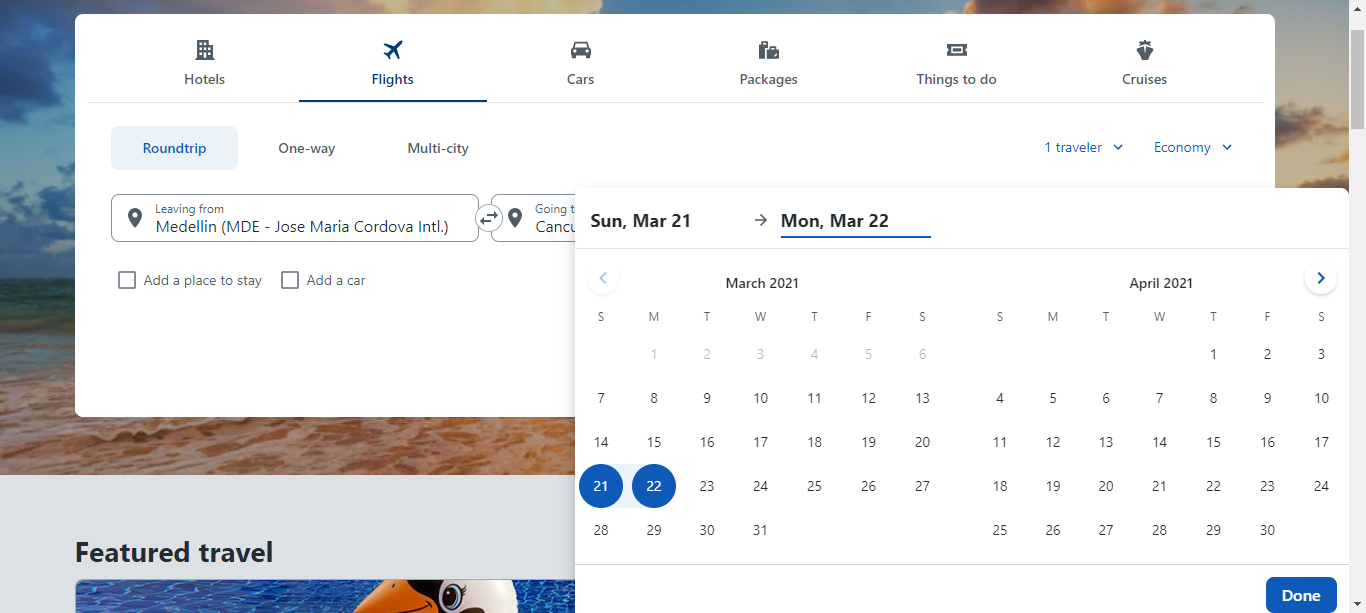 Hotels
Flights
Cars
Packages
Things to do
Cruises
Roundtrip
One-way
Multi-city
1 traveler
Economy
Leaving from
Medellin (MDE - Jose Maria Cordova Intl.)
Going t
Cancu
Add a place to stay
Add a car
Sun, Mar 21
Mon, Mar 22
March 2021
S M T W T F S
1 2 3 4 5 6
7 8 9 10 11 12 13
14 15 16 17 18 19 20
21 22 23 24 25 26 27
28 29 30 31
April 2021
S M T W T F S
1 2 3
4 5 6 7 8 9 10
11 12 13 14 15 16 17
18 19 20 21 22 23 24
25 26 27 28 29 30
Done
Featured travel